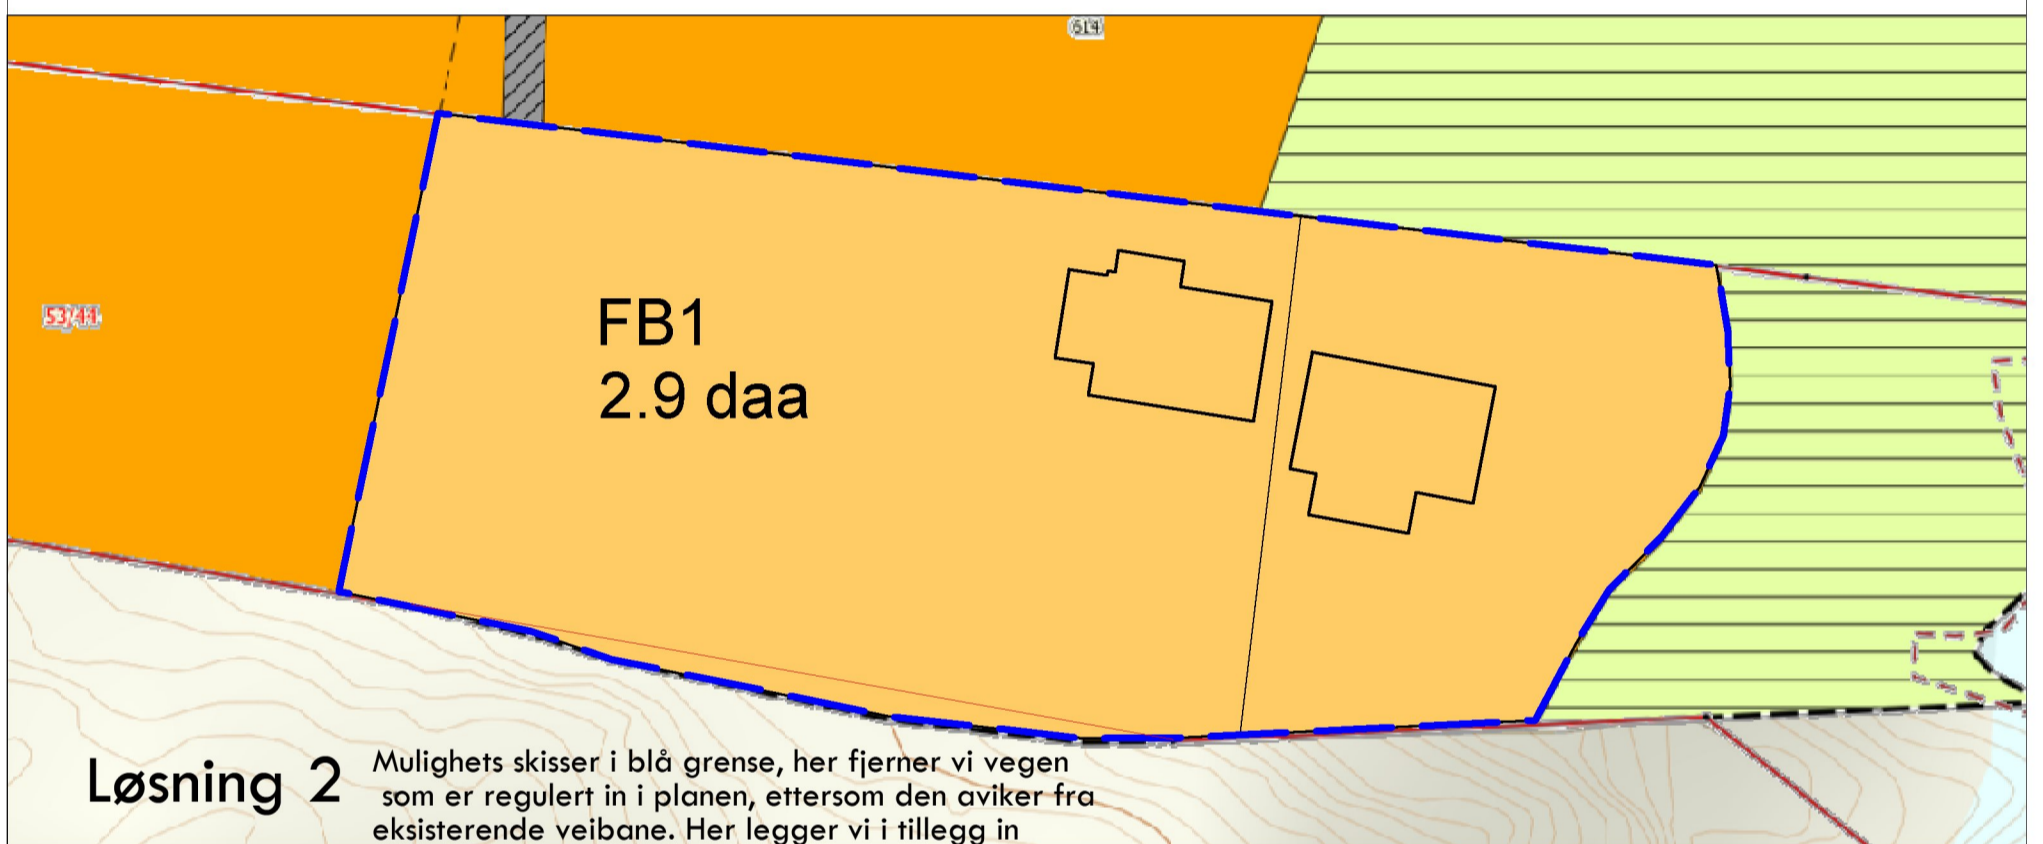 614
53/41
FB1
2.9 daa
Løsning 2
Mulighets skisser i blå grense, her fjerner vi vegen
som er regulert in i planen, ettersom den aviker fra
eksisterende veibane. Her legger vi i tillegg in